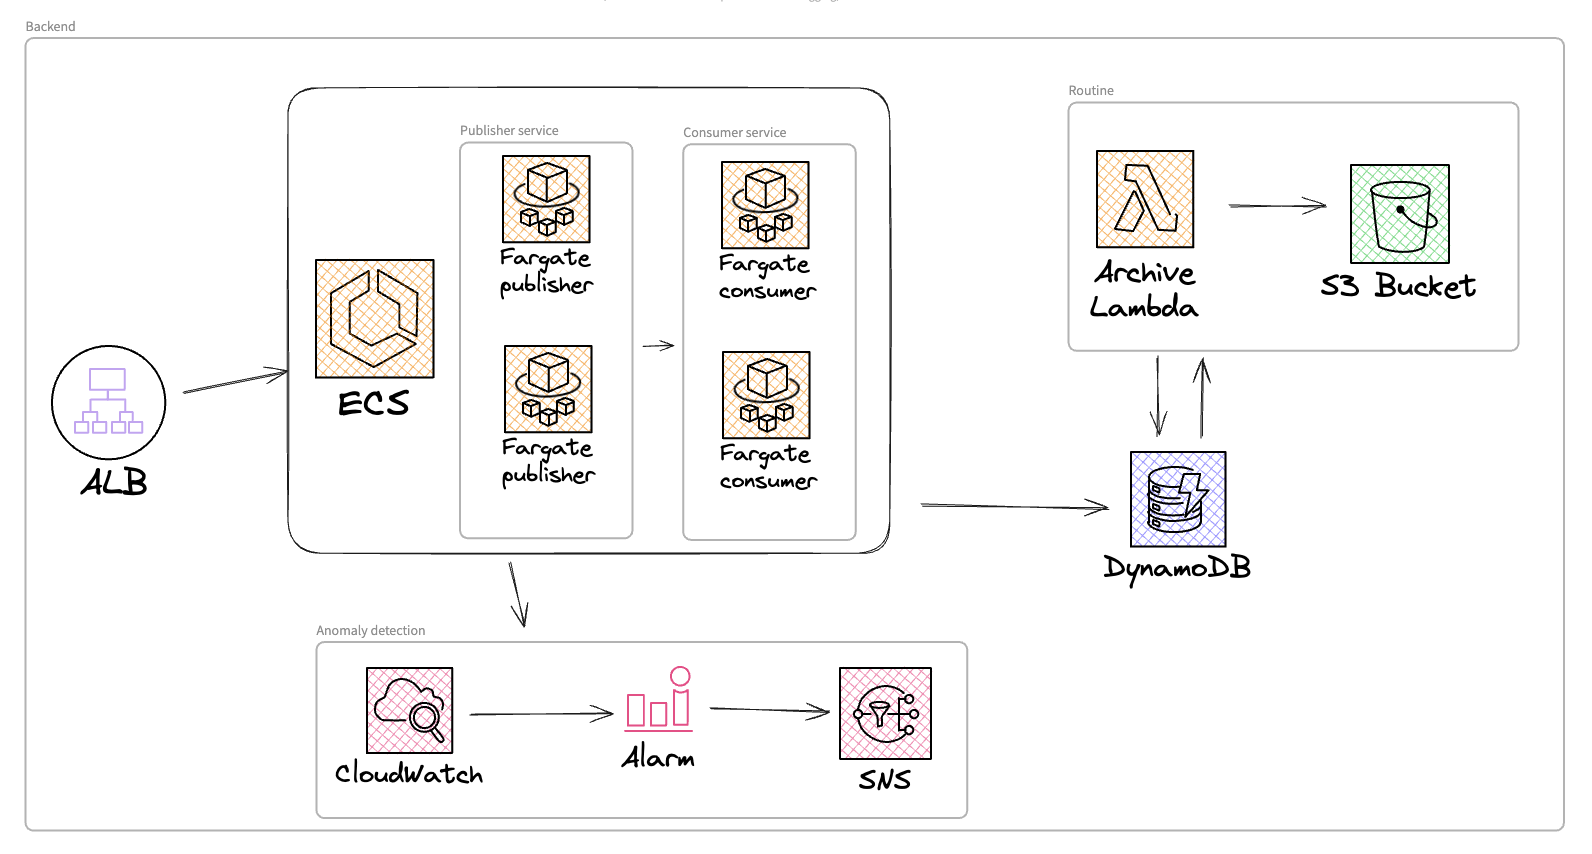 Backend
Routine
Publisher service
Consumer service
Fargate
publisher
Fargate
consumer
Archive
Lambda
S3 Bucket
ECS
ALB
Fargate
publisher
Fargate
consumer
DynamoDB
Anomaly detection
CloudWatch
Alarm
SNS